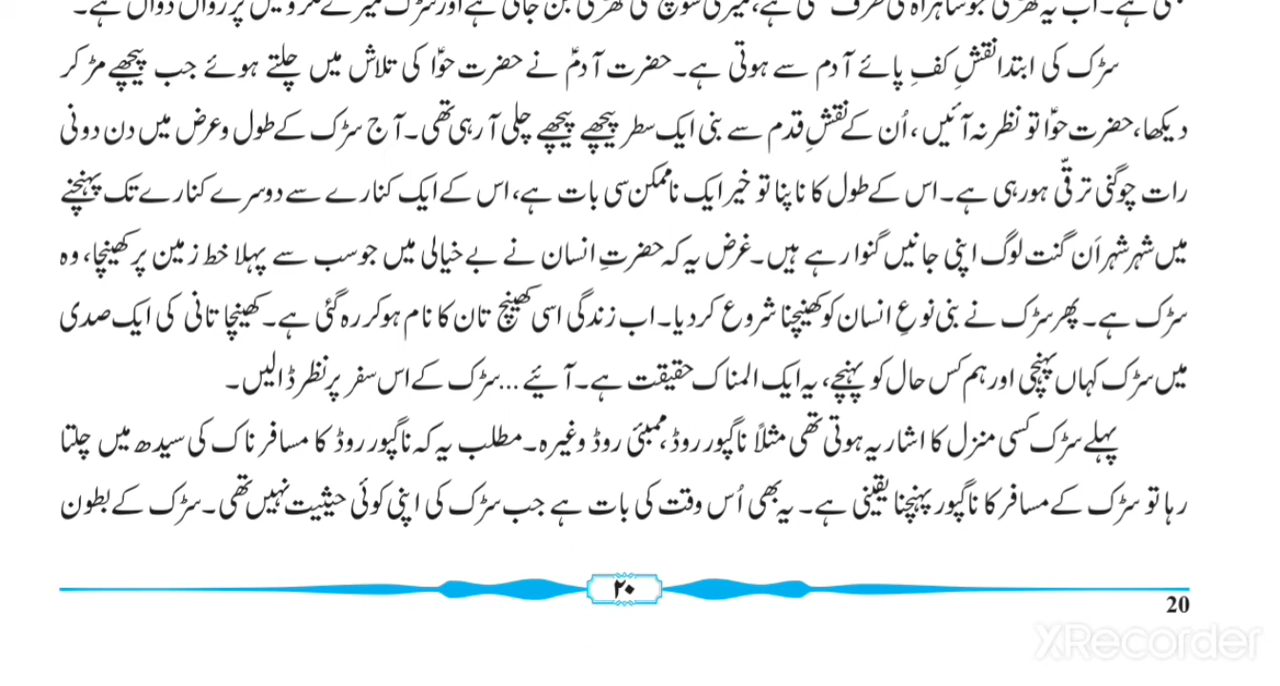 سڑک کی ابتدا نقشِ کفِ پائے آدم سے ہوتی ہے۔ حضرت آدمؑ نے حضرت حوّاؑ کی تلاش میں چلتے ہوئے جب پیچھے مڑ کر
دیکھا، حضرت حوّاؑ تو نظر نہ آئیں، اُن کے نقشِ قدم سے بنی ایک سطر پیچھے پیچھے چلی آ رہی تھی۔ آج سڑک کے طول و عرض میں دن دونی
رات چوگنی ترقّی ہورہی ہے۔ اس کے طول کا ناپنا تو خیر ایک ناممکن سی بات ہے، اس کے ایک کنارے سے دوسرے کنارے تک پہنچنے
میں شہر شہر اَن گنت لوگ اپنی جانیں گنوا رہے ہیں۔ غرض یہ کہ حضرتِ انسان نے بے خیالی میں جو سب سے پہلا خط زمین پر کھینچا، وہ
سڑک ہے۔ پھر سڑک نے بنی نوعِ انسان کو کھینچنا شروع کردیا۔ اب زندگی اسی کھینچ تان کا نام ہوکر رہ گئی ہے۔ کھینچا تانی کی ایک صدی
میں سڑک کہاں پہنچی اور ہم کس حال کو پہنچے، یہ ایک المناک حقیقت ہے۔ آئیے... سڑک کے اس سفر پر نظر ڈالیں۔
پہلے سڑک کسی منزل کا اشاریہ ہوتی تھی مثلاً ناگپور روڈ، ممبئی روڈ وغیرہ۔ مطلب یہ کہ ناگپور روڈ کا مسافر ناک کی سیدھ میں چلتا
رہا تو سڑک کے مسافر کا ناگپور پہنچنا یقینی ہے۔ یہ بھی اُس وقت کی بات ہے جب سڑک کی اپنی کوئی حیثیت نہیں تھی۔ سڑک کے بطون
۲۰
20
XRecorder